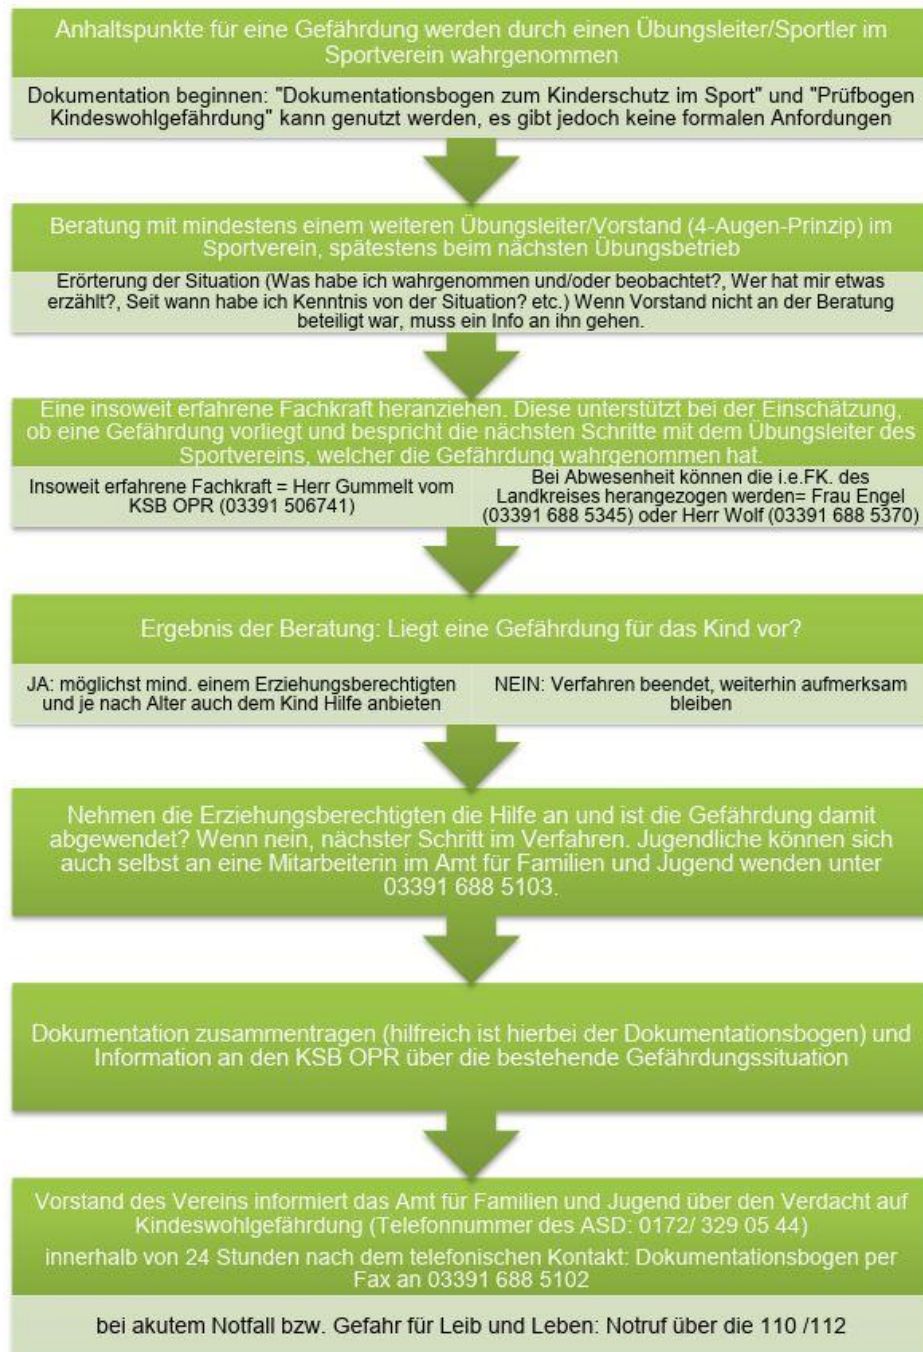 Anhaltspunkte für eine Gefährdung werden durch einen Übungsleiter/Sportler im
Sportverein wahrgenommen
Dokumentation beginnen: "Dokumentationsbogen zum Kinderschutz im Sport" und "Prüfbogen
Kindeswohlgefährdung" kann genutzt werden, es gibt jedoch keine formalen Anfordungen
Beratung mit mindestens einem weiteren Übungsleiter/Vorstand (4-Augen-Prinzip) im
Sportverein, spätestens beim nächsten Übungsbetrieb
Erörterung der Situation (Was habe ich wahrgenommen und/oder beobachtet?, Wer hat mir etwas
erzählt?, Seit wann habe ich Kenntnis von der Situation? etc.) Wenn Vorstand nicht an der Beratung
beteiligt war, muss ein Info an ihn gehen.
Eine insoweit erfahrene Fachkraft heranziehen. Diese unterstützt bei der Einschätzung,
ob eine Gefährdung vorliegt und bespricht die nächsten Schritte mit dem Übungsleiter des
Sportvereins, welcher die Gefährdung wahrgenommen hat.
Insoweit erfahrene Fachkraft = Herr Gummelt vom
KSB OPR (03391 506741)
Bei Abwesenheit können die i.e.FK. des
Landkreises herangezogen werden= Frau Engel
(03391 688 5345) oder Herr Wolf (03391 688 5370)
Ergebnis der Beratung: Liegt eine Gefährdung für das Kind vor?
JA: möglichst mind. einem Erziehungsberechtigten
und je nach Alter auch dem Kind Hilfe anbieten
NEIN: Verfahren beendet, weiterhin aufmerksam
bleiben
Nehmen die Erziehungsberechtigten die Hilfe an und ist die Gefährdung damit
abgewendet? Wenn nein, nächster Schritt im Verfahren. Jugendliche können sich
auch selbst an eine Mitarbeiterin im Amt für Familien und Jugend wenden unter
03391 688 5103.
Dokumentation zusammentragen (hilfreich ist hierbei der Dokumentationsbogen) und
Information an den KSB OPR über die bestehende Gefährdungssituation
Vorstand des Vereins informiert das Amt für Familien und Jugend über den Verdacht auf
Kindeswohlgefährdung (Telefonnummer des ASD: 0172/ 329 05 44)
innerhalb von 24 Stunden nach dem telefonischen Kontakt: Dokumentationsbogen per
Fax an 03391 688 5102
bei akutem Notfall bzw. Gefahr für Leib und Leben: Notruf über die 110 /112